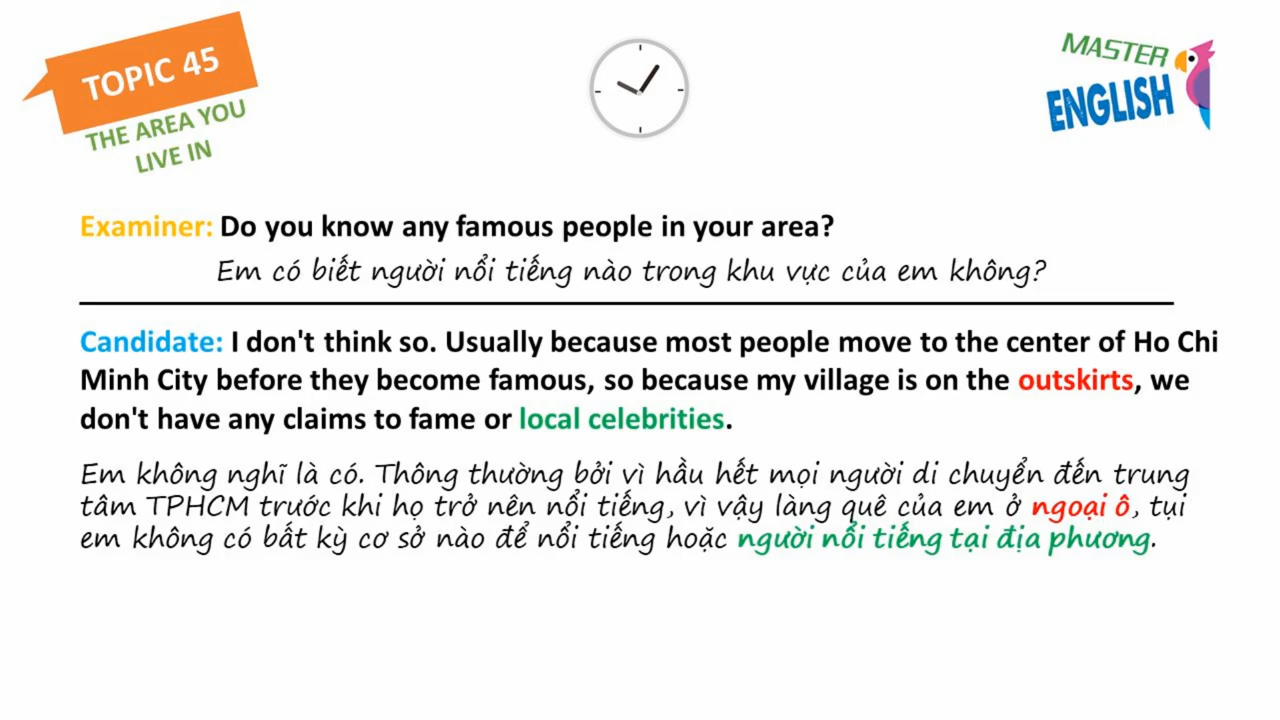 TOPIC 45
THE AREA YOU
LIVE IN
MASTER
ENGLISH
Examiner: Do you know any famous people in your area?
Em có biết người nổi tiếng nào trong khu vực của em không?
Candidate: I don't think so. Usually because most people move to the center of Ho Chi
Minh City before they become famous, so because my village is on the outskirts, we
don't have any claims to fame or local celebrities.
Em không nghĩ là có. Thông thường bởi vì hầu hết mọi người di chuyển đến trung
tâm TPHCM trước khi họ trở nên nổi tiếng, vì vậy làng quê của em ở ngoại ô, tụi
em không có bất kỳ cơ sở nào để nổi tiếng hoặc người nổi tiếng tại địa phương.